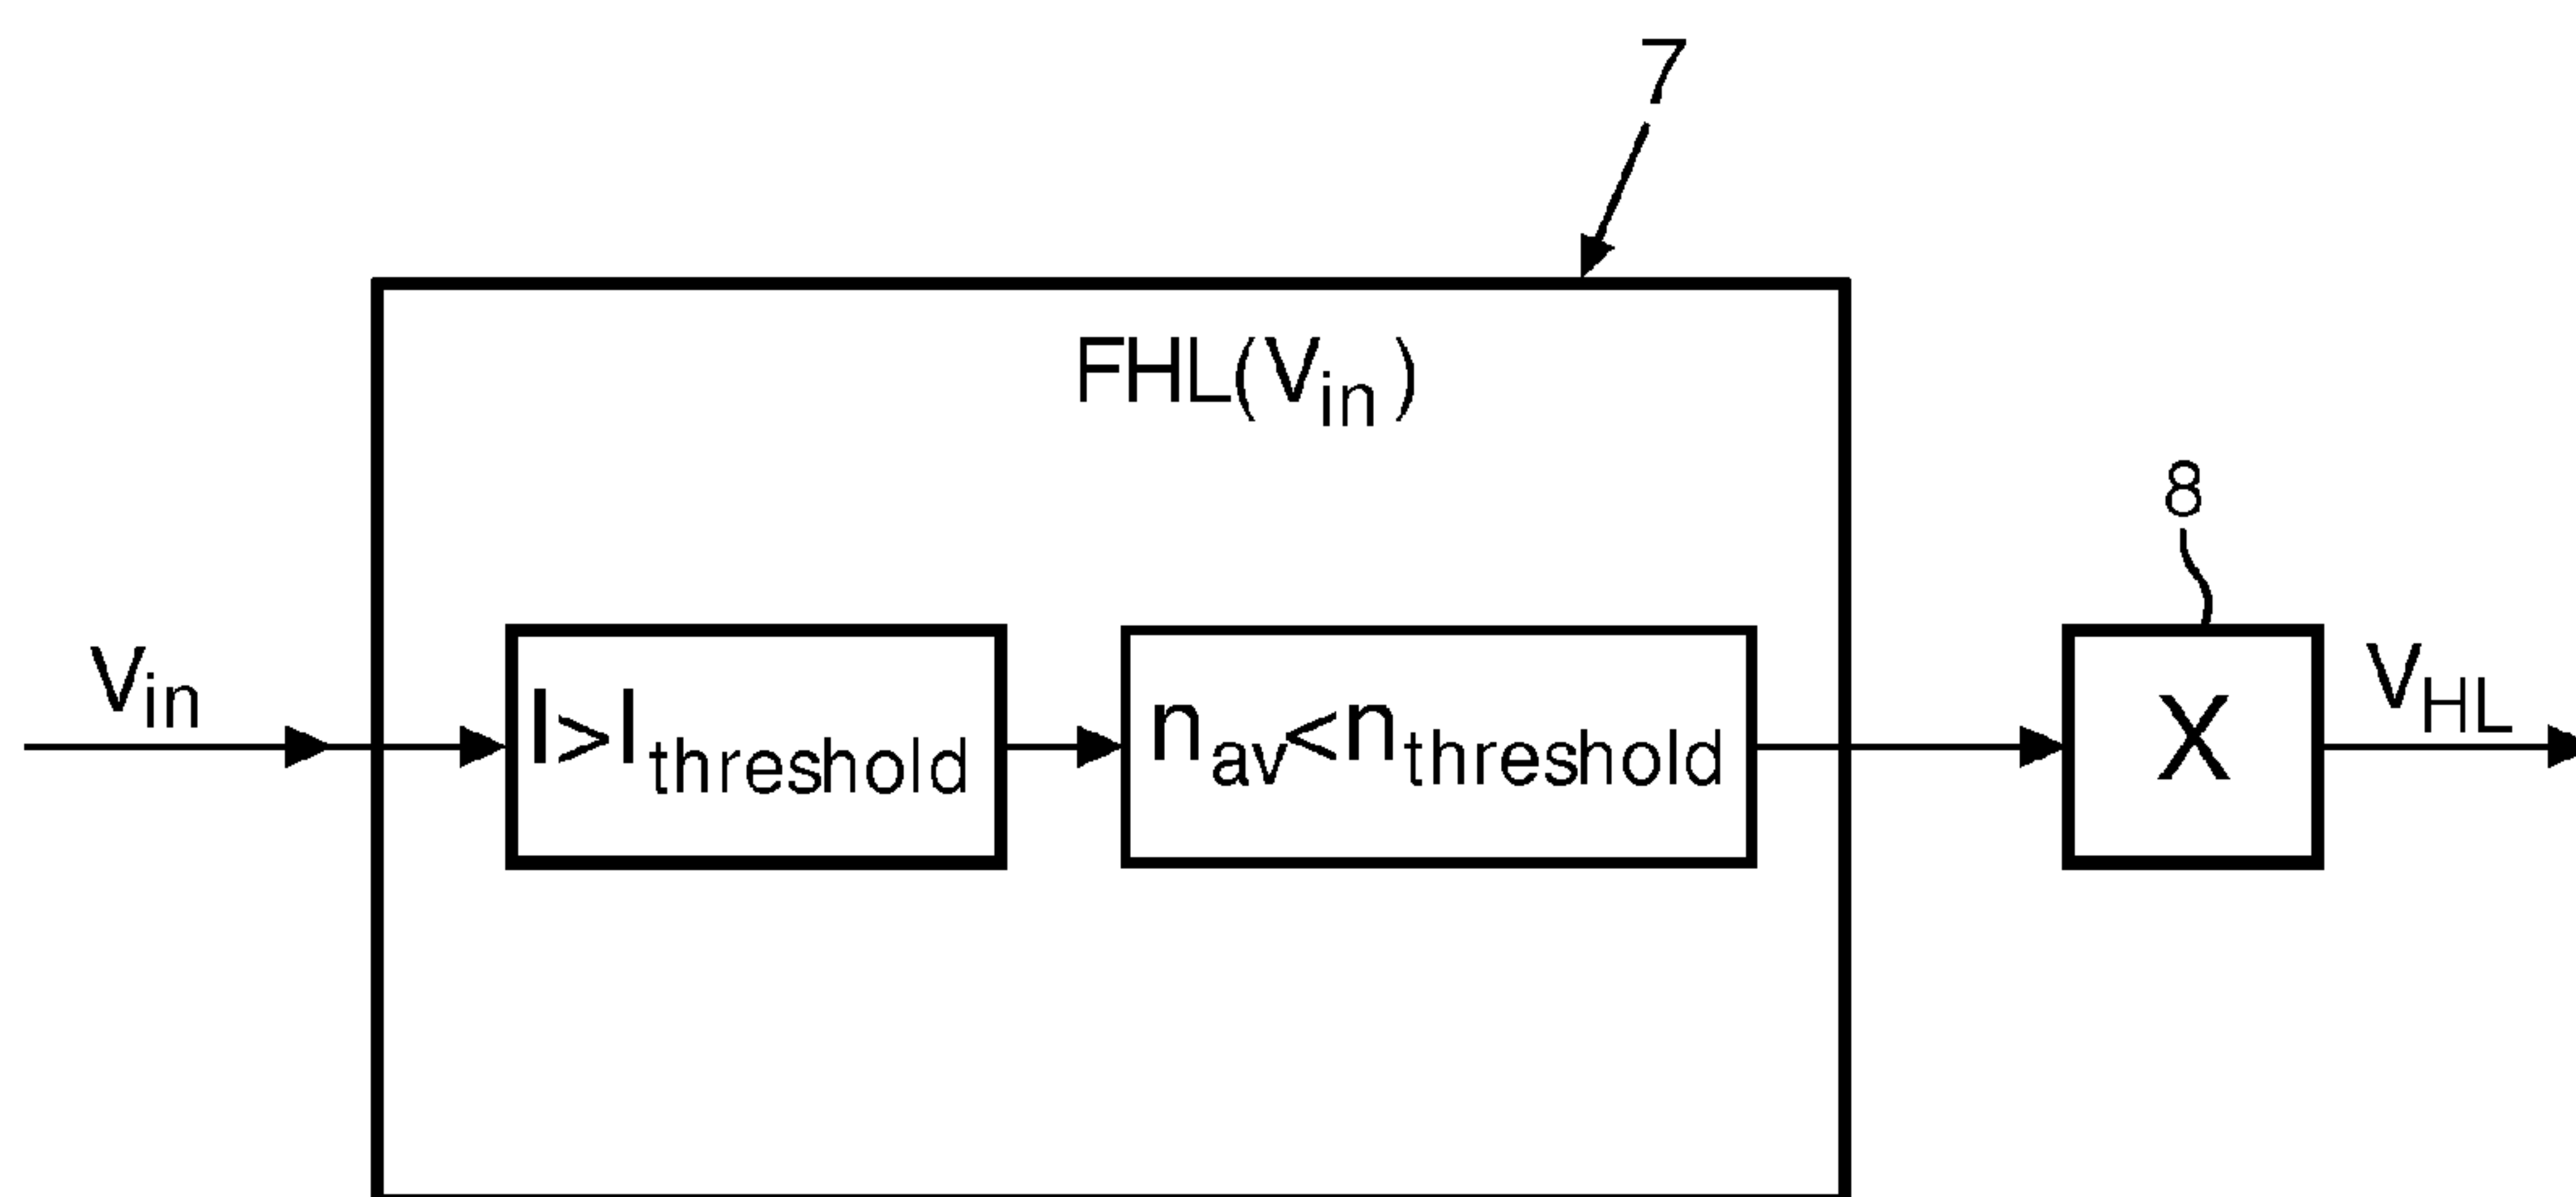 7
FHL(Vin)
8
Vin
I>Ithreshold
nav<nthreshold
X
VHL